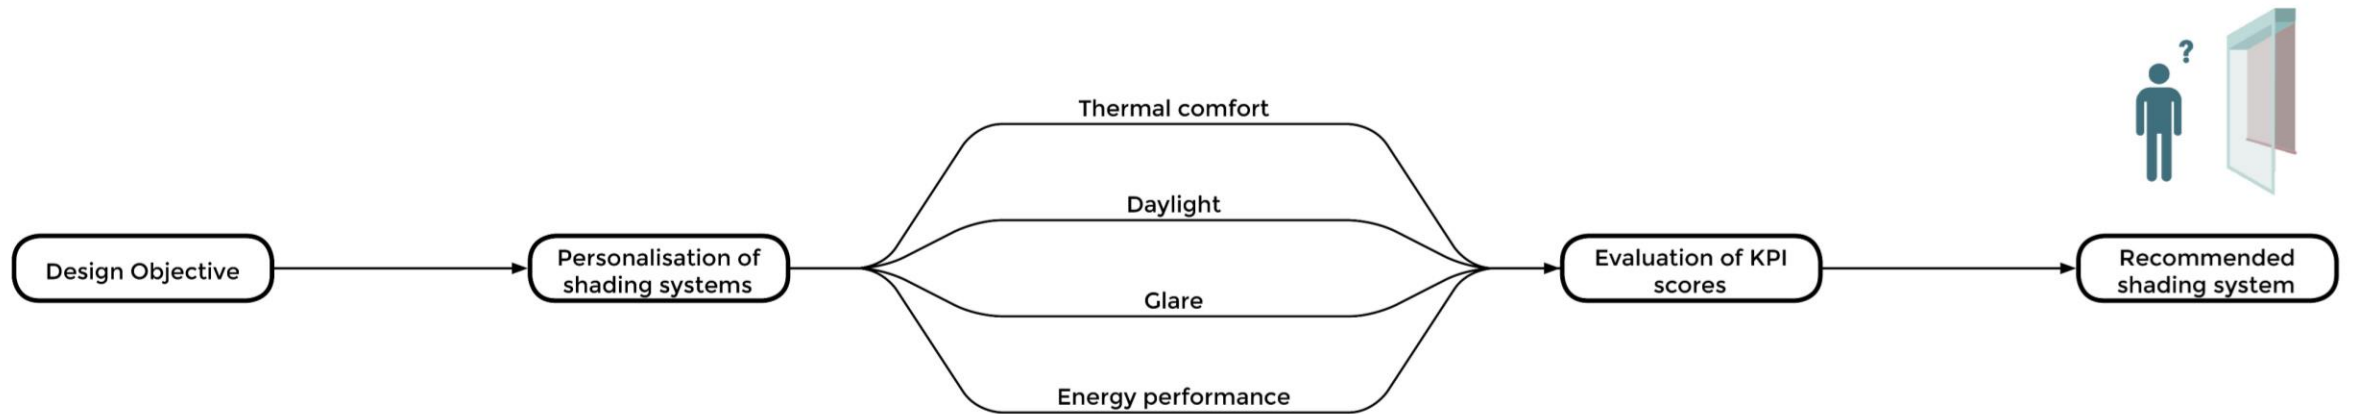 ?
Thermal comfort
Daylight
Design Objective
Personalisation of
shading systems
Evaluation of KPI
scores
Recommended
shading system
Glare
Energy performance